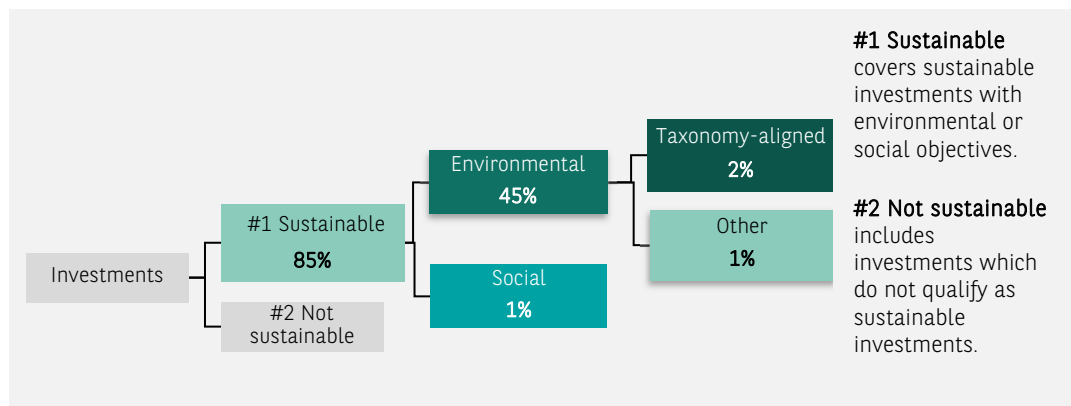 Investments
#1 Sustainable
85%
#2 Not
sustainable
Environmental
45%
Social
1%
Taxonomy-aligned
2%
Other
1%
#1 Sustainable
covers sustainable
investments with
environmental or
social objectives.
#2 Not sustainable
includes
investments which
do not qualify as
sustainable
investments.